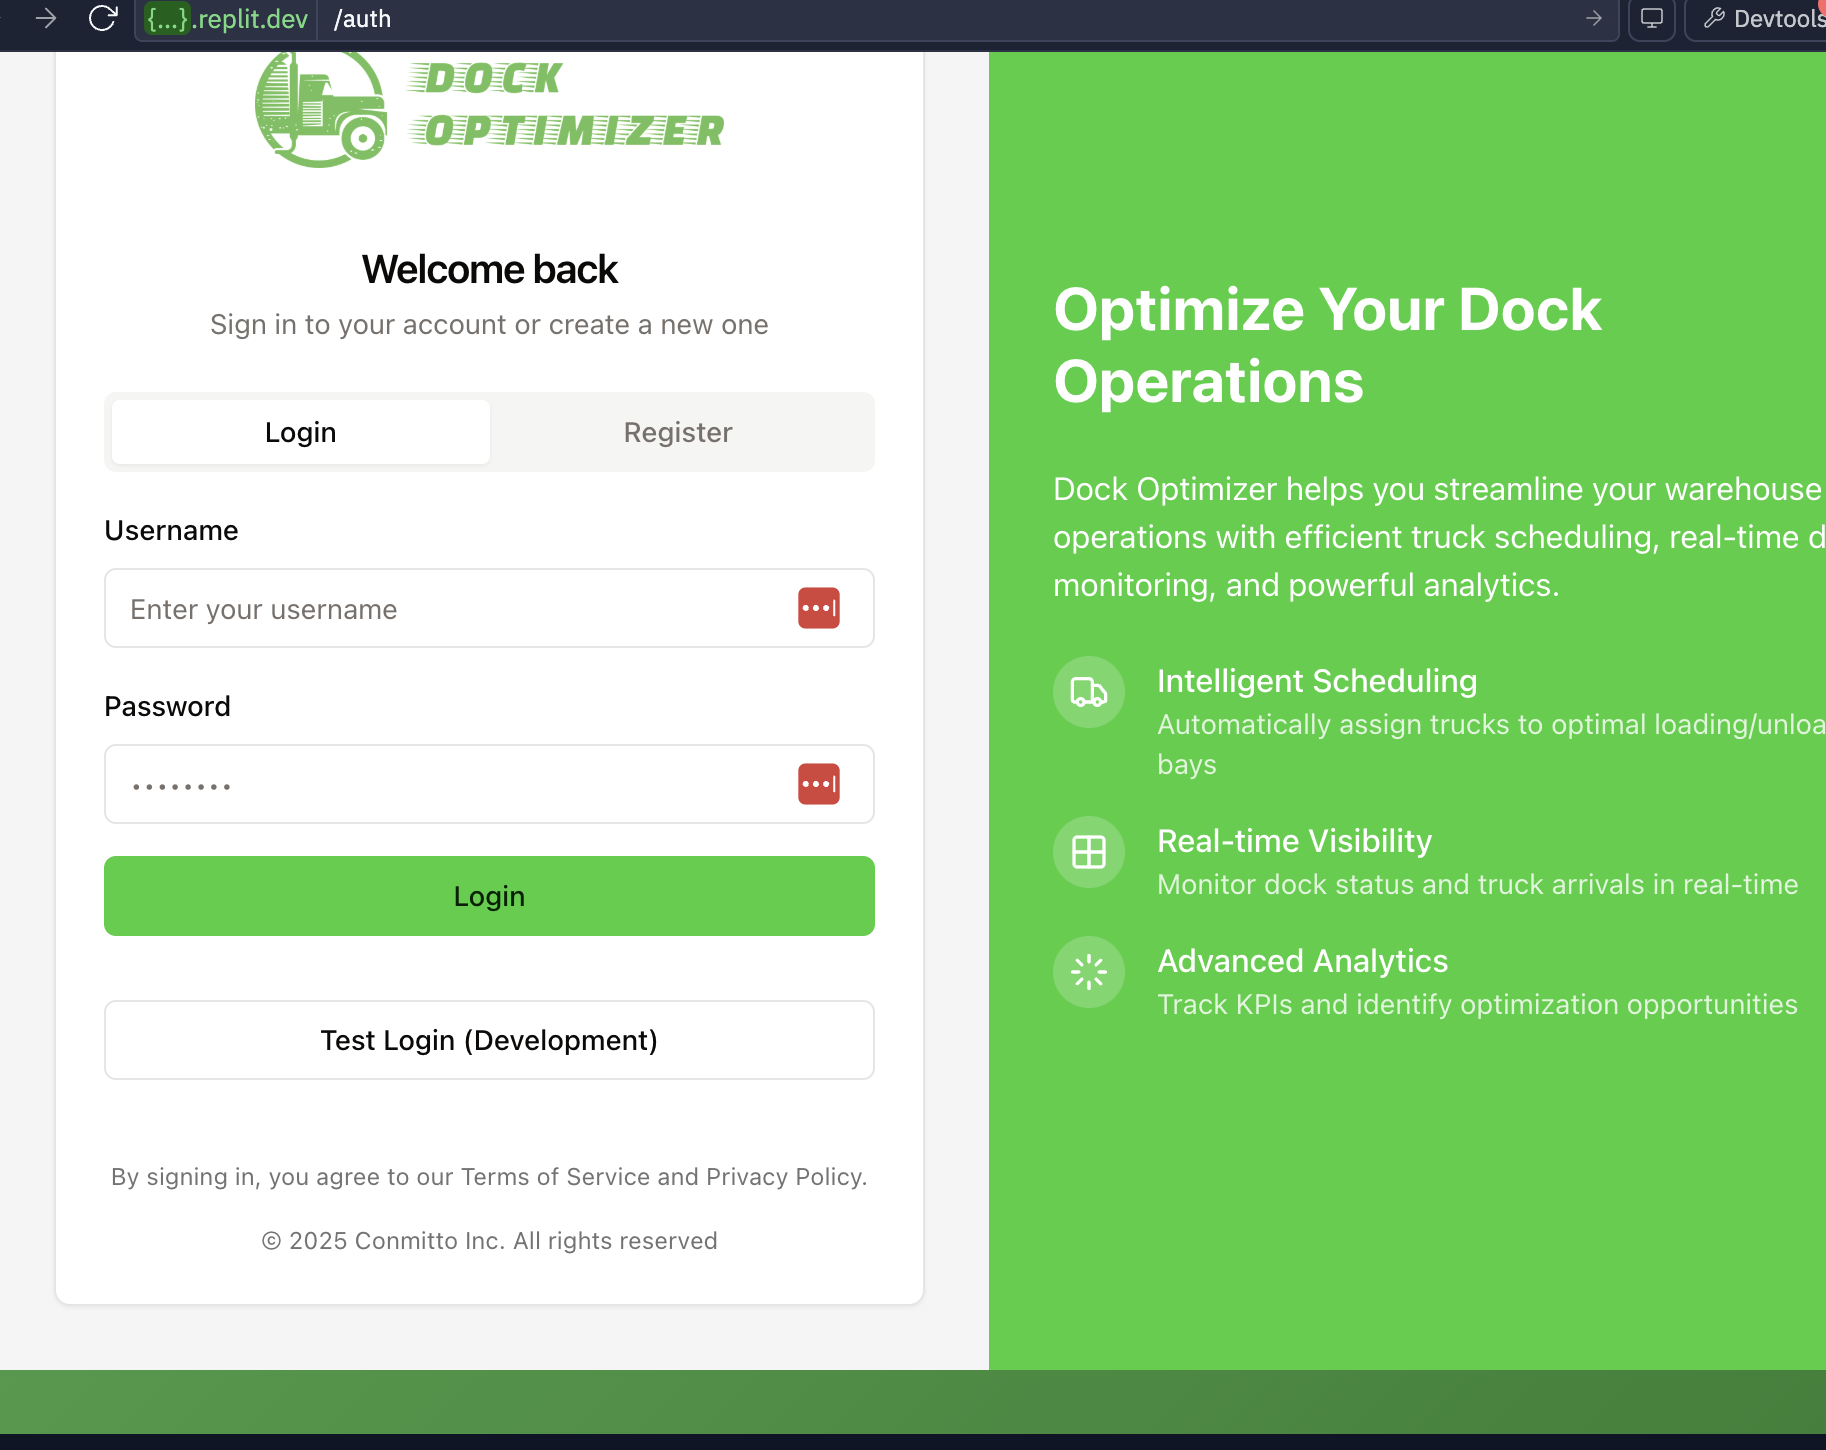 {...}.replit.dev /auth
Devtools
DOCK
OPTIMIZER
Welcome back
Sign in to your account or create a new one
Login
Register
Username
Enter your username
Password
Login
Test Login (Development)
By signing in, you agree to our Terms of Service and Privacy Policy.
© 2025 Conmitto Inc. All rights reserved
Optimize Your Dock
Operations
Dock Optimizer helps you streamline your warehouse
operations with efficient truck scheduling, real-time
monitoring, and powerful analytics.
Intelligent Scheduling
Automatically assign trucks to optimal loading/unloa
bays
Real-time Visibility
Monitor dock status and truck arrivals in real-time
Advanced Analytics
Track KPIs and identify optimization opportunities